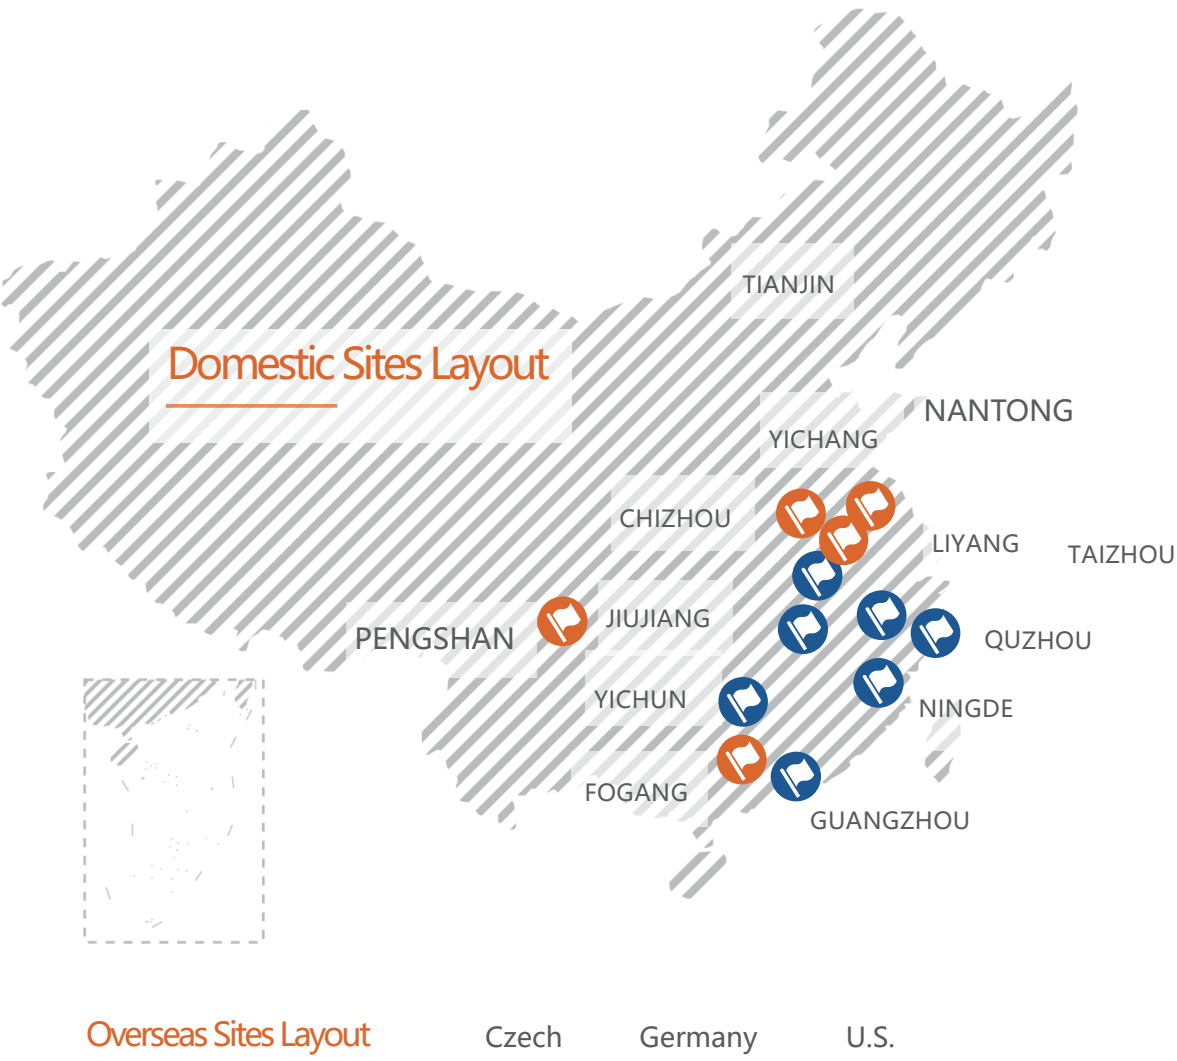 TIANJIN
Domestic Sites Layout
NANTONG
YICHANG
CHIZHOU
LIYANG
TAIZHOU
JIUJIANG
PENGSHAN
QUZHOU
YICHUN
NINGDE
FOGANG
GUANGZHOU
Overseas Sites Layout
Czech
Germany
U.S.